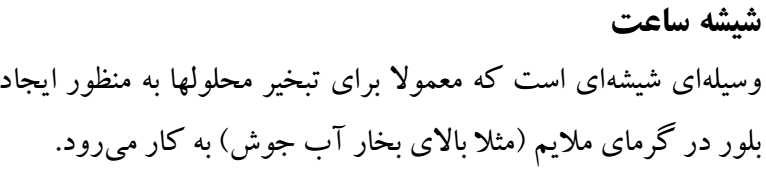 شیشه ساعت
وسیله‌ای شیشه‌ای است که معمولا برای تبخیر محلولها به منظور ایجاد
بلور در گرمای ملایم (مثلا بالای بخار آب جوش) به کار می‌رود.